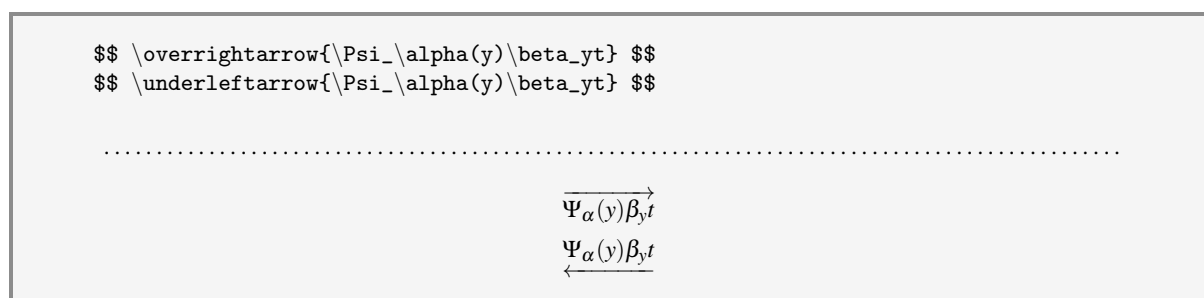 $$ \overrightarrow{\Psi_\alpha(y)\beta_yt} $$
$$ \underleftarrow{\Psi_\alpha(y)\beta_yt} $$
Ψα(y)βyt
Ψα(y)βyt